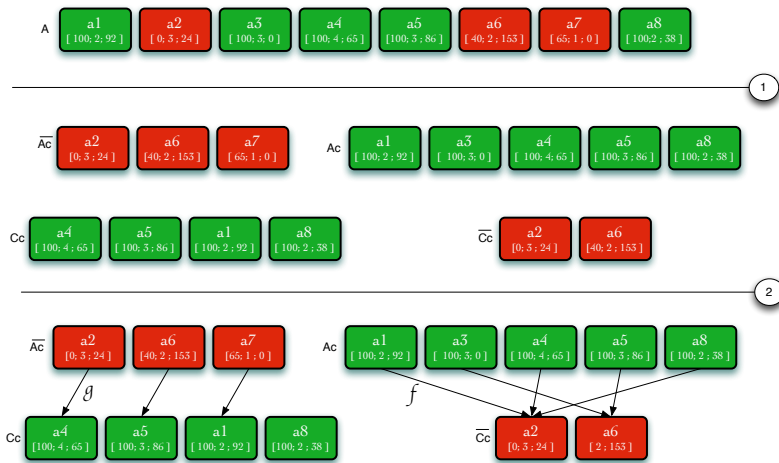 A a1 a2 a3 a4 a5 a6 a7 a8
[ 100; 2; 92 ] [ 0; 3 ; 24 ] [ 100; 3; 0 ] [ 100; 4 ; 65 ] [100; 3 ; 86 ] [ 40; 2 ; 153 ] [ 65; 1 ; 0 ] [ 100;2 ; 38 ]
1
Ac a2 a6 a7 Ac a1 a3 a4 a5 a8
[0; 3 ; 24 ] [40; 2 ; 153 ] [ 65; 1 ; 0 ] [ 100; 2 ; 92 ] [ 100; 3; 0 ] [ 100; 4; 65 ] [ 100; 3 ; 86 ] [ 100; 2 ; 38 ]
Cc a4 a5 a1 a8 Cc a2 a6
[ 100; 4 ; 65 ] [ 100; 3 ; 86 ] [ 100; 2 ; 92 ] [ 100; 2 ; 38 ] [0; 3 ; 24 ] [40; 2 ; 153 ]
2
Ac a2 a6 a7 Ac a1 a3 a4 a5 a8
[0; 3 ; 24 ] [40; 2 ; 153 ] [65; 1 ; 0 ] [ 100; 2 ; 92 ] [ 100; 3; 0 ] [ 100; 4 ; 65 ] [ 100; 3 ; 86 ] [ 100; 2 ; 38 ]
g f
Cc a4 a5 a1 a8 Cc a2 a6
[100; 4 ; 65 ] [100; 3 ; 86 ] [100; 2 ; 92 ] [100; 2 ; 38 ] [0; 3 ; 24 ] [ 2 ; 153 ]